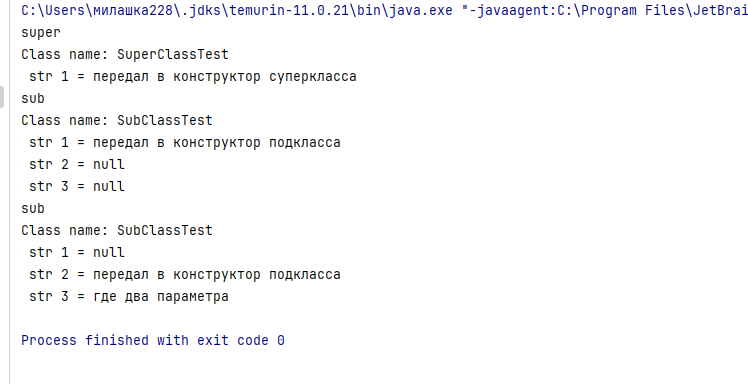 C:\Users\милашка228\.jdks\temurin-11.0.21\bin\java.exe "-javaagent:C:\Program Files\JetBrai
super
Class name: SuperClassTest
 str 1 = передал в конструктор суперкласса
sub
Class name: SubClassTest
 str 1 = передал в конструктор подкласса
 str 2 = null
 str 3 = null
sub
Class name: SubClassTest
 str 1 = null
 str 2 = передал в конструктор подкласса
 str 3 = где два параметра
Process finished with exit code 0